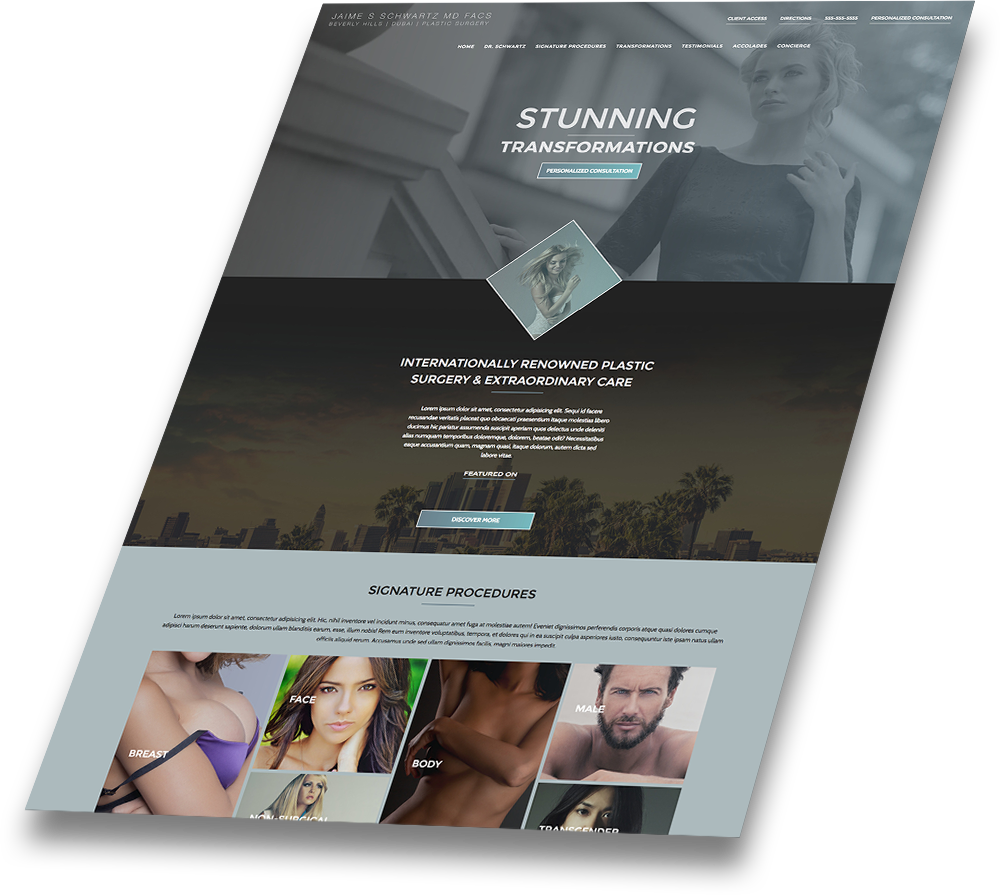 JAIME S SCHWARTZ MD FACS
BEVERLY HILLS | DUBAI | PLASTIC SURGERY
CLIENT ACCESS DIRECTIONS 555-555-5555 PERSONALIZED CONSULTATION
HOME DR. SCHWARTZ SIGNATURE PROCEDURES TRANSFORMATIONS TESTIMONIALS ACCOLADES CONCIERGE
STUNNING
TRANSFORMATIONS
PERSONALIZED CONSULTATION
INTERNATIONALLY RENOWNED PLASTIC
SURGERY & EXTRAORDINARY CARE
Lorem ipsum dolor sit amet, consectetur adipisicing elit. Sequi id facere
recusandae veritatis placeat quo obcaecati praesentium itaque molestias libero
ducimus hic pariatur assumenda suscipit aperiam quos delectus unde deleniti
alias numquam temporibus doloremque, dolorem, beatae odit? Necessitatibus
eaque accusantium quam, magnam quasi, itaque dolorum, autem dicta sed
labore vitae.
FEATURED ON
DISCOVER MORE
SIGNATURE PROCEDURES
Lorem ipsum dolor sit amet, consectetur adipisicing elit. Hic, nihil inventore vel incidunt minus, consequatur amet fuga at molestiae autem! Eveniet dignissimos perferendis corporis atque quasi dolores cumque
adipisci harum deserunt sapiente, dolorum ullam blanditiis earum, esse, illum nobis! Rem eum inventore voluptatibus, tempora, et dolores qui in ea suscipit culpa asperiores iusto, consequuntur iste ipsam natus ullam
officiis aliquid rerum. Accusamus unde sed ullam dignissimos facilis, magni maiores impedit.
BREAST
FACE
BODY
MALE
NON-SURGICAL
TRANSGENDER